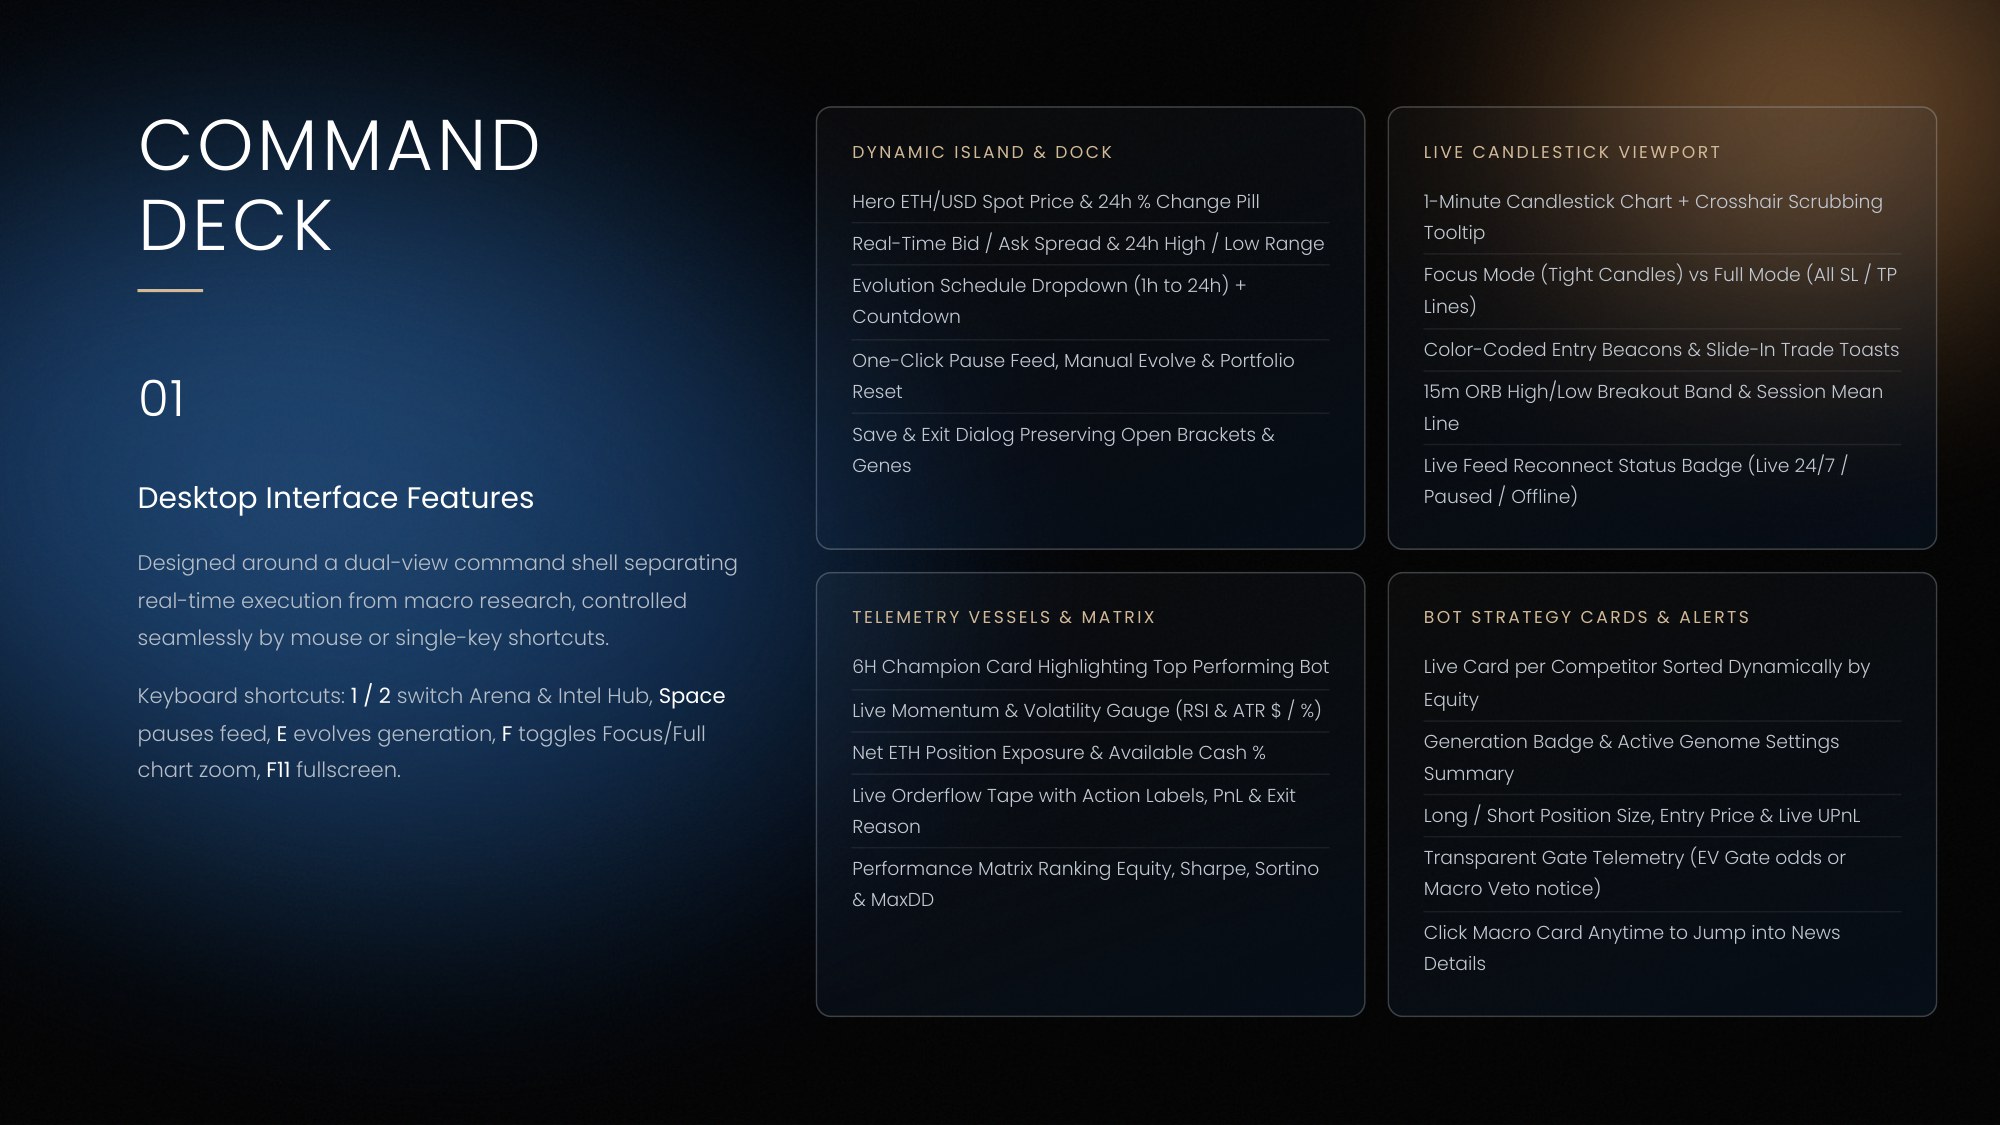 COMMAND
DECK
01
Desktop Interface Features
Designed around a dual-view command shell separating
real-time execution from macro research, controlled
seamlessly by mouse or single-key shortcuts.
Keyboard shortcuts: 1 / 2 switch Arena & Intel Hub, Space
pauses feed, E evolves generation, F toggles Focus/Full
chart zoom, F11 fullscreen.
DYNAMIC ISLAND & DOCK
Hero ETH/USD Spot Price & 24h % Change Pill
Real-Time Bid / Ask Spread & 24h High / Low Range
Evolution Schedule Dropdown (1h to 24h) +
Countdown
One-Click Pause Feed, Manual Evolve & Portfolio
Reset
Save & Exit Dialog Preserving Open Brackets &
Genes
LIVE CANDLESTICK VIEWPORT
1-Minute Candlestick Chart + Crosshair Scrubbing
Tooltip
Focus Mode (Tight Candles) vs Full Mode (All SL / TP
Lines)
Color-Coded Entry Beacons & Slide-In Trade Toasts
15m ORB High/Low Breakout Band & Session Mean
Line
Live Feed Reconnect Status Badge (Live 24/7 /
Paused / Offline)
TELEMETRY VESSELS & MATRIX
6H Champion Card Highlighting Top Performing Bot
Live Momentum & Volatility Gauge (RSI & ATR $ / %)
Net ETH Position Exposure & Available Cash %
Live Orderflow Tape with Action Labels, PnL & Exit
Reason
Performance Matrix Ranking Equity, Sharpe, Sortino
& MaxDD
BOT STRATEGY CARDS & ALERTS
Live Card per Competitor Sorted Dynamically by
Equity
Generation Badge & Active Genome Settings
Summary
Long / Short Position Size, Entry Price & Live UPnL
Transparent Gate Telemetry (EV Gate odds or
Macro Veto notice)
Click Macro Card Anytime to Jump into News
Details